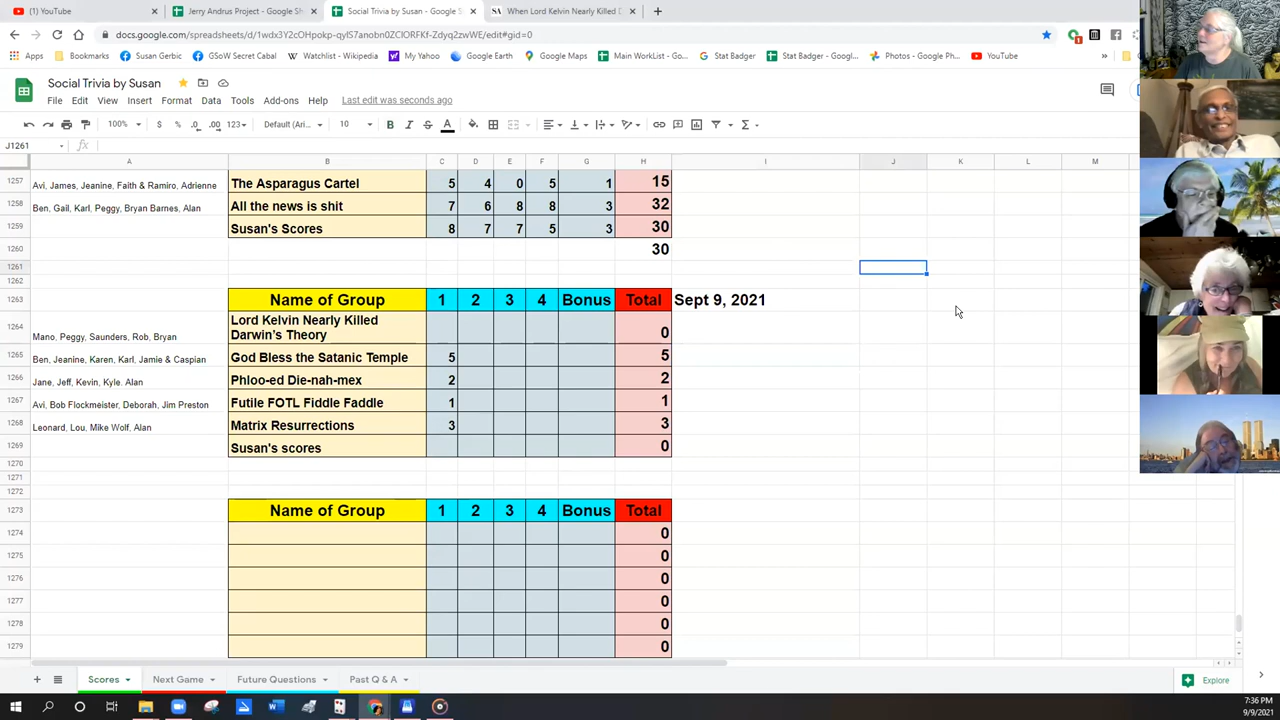 (1) YouTube
Jerry Andrus Project - Google Sh
Social Trivia by Susan - Google S
When Lord Kelvin Nearly Killed D
docs.google.com/spreadsheets/d/1wdx3Y2cOHpokp-qyIS7anobn0ZCIORFKf-Zdyq2zwWE/edit#gid=0
Apps Bookmarks Susan Gerbic GSoW Secret Cabal Watchlist - Wikipedia My Yahoo Google Earth Google Maps Main WorkList - Go... Stat Badger Stat Badger - Googl... Photos - Google Ph... YouTube
Social Trivia by Susan
File Edit View Insert Format Data Tools Add-ons Help Last edit was seconds ago
100% $ % .0 .00 123 Default (Ari... 10 B I S A
J1261 fx
A B C D E F G H I J K L M
1257 Avi, James, Jeanine, Faith & Ramiro, Adrienne The Asparagus Cartel 5 4 0 5 1 15
1258 Ben, Gail, Karl, Peggy, Bryan Barnes, Alan All the news is shit 7 6 8 8 3 32
1259 Susan's Scores 8 7 7 5 3 30
1260 30
1261
1262
1263 Name of Group 1 2 3 4 Bonus Total Sept 9, 2021
Lord Kelvin Nearly Killed
1264 Mano, Peggy, Saunders, Rob, Bryan Darwin's Theory 0
1265 Ben, Jeanine, Karen, Karl, Jamie & Caspian God Bless the Satanic Temple 5 5
1266 Jane, Jeff, Kevin, Kyle. Alan Phloo-ed Die-nah-mex 2 2
1267 Avi, Bob Flockmeister, Deborah, Jim Preston Futile FOTL Fiddle Faddle 1 1
1268 Leonard, Lou, Mike Wolf, Alan Matrix Resurrections 3 3
1269 Susan's scores 0
1270
1271
1272
1273 Name of Group 1 2 3 4 Bonus Total
1274 0
1275 0
1276 0
1277 0
1278 0
1279 0
Scores Next Game Future Questions Past Q & A Explore
7:36 PM
9/9/2021